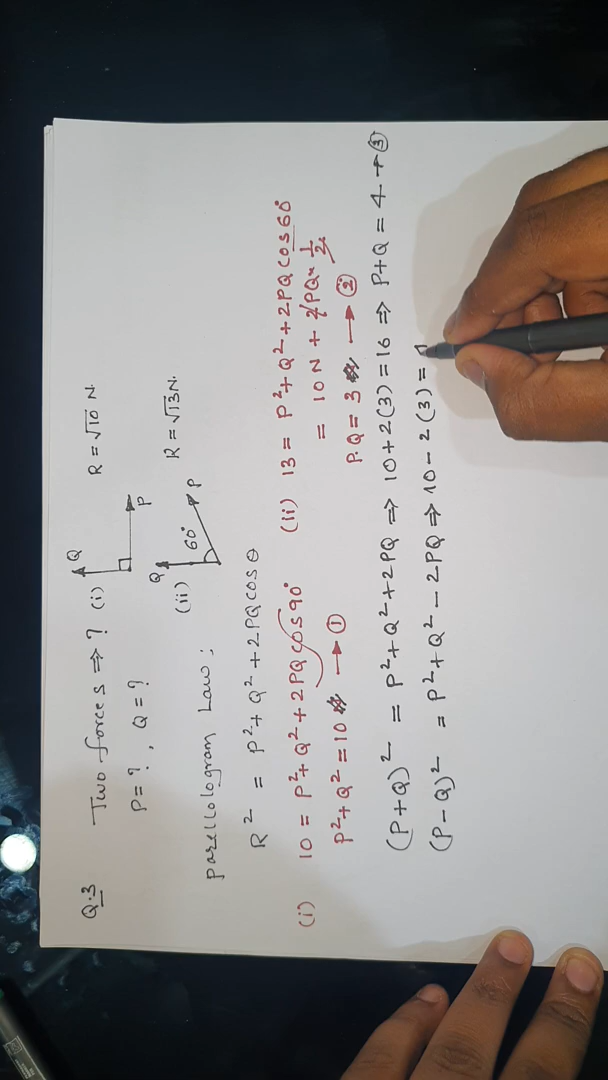 Q.3 Two forces ⇒ ? (i) Q P R = √10 N.
P = ? , Q = ? (ii) Q 60° P R = √13 N.
parellologram Law :
R² = P² + Q² + 2PQ cos θ
(i) 10 = P² + Q² + 2PQ cos 90° (ii) 13 = P² + Q² + 2PQ cos 60°
P² + Q² = 10 → ① = 10 N + 2PQ × 1/2
P.Q = 3 → ②
(P+Q)² = P² + Q² + 2PQ ⇒ 10 + 2(3) = 16 ⇒ P+Q = 4 → ③
(P-Q)² = P² + Q² - 2PQ ⇒ 10 - 2(3) =